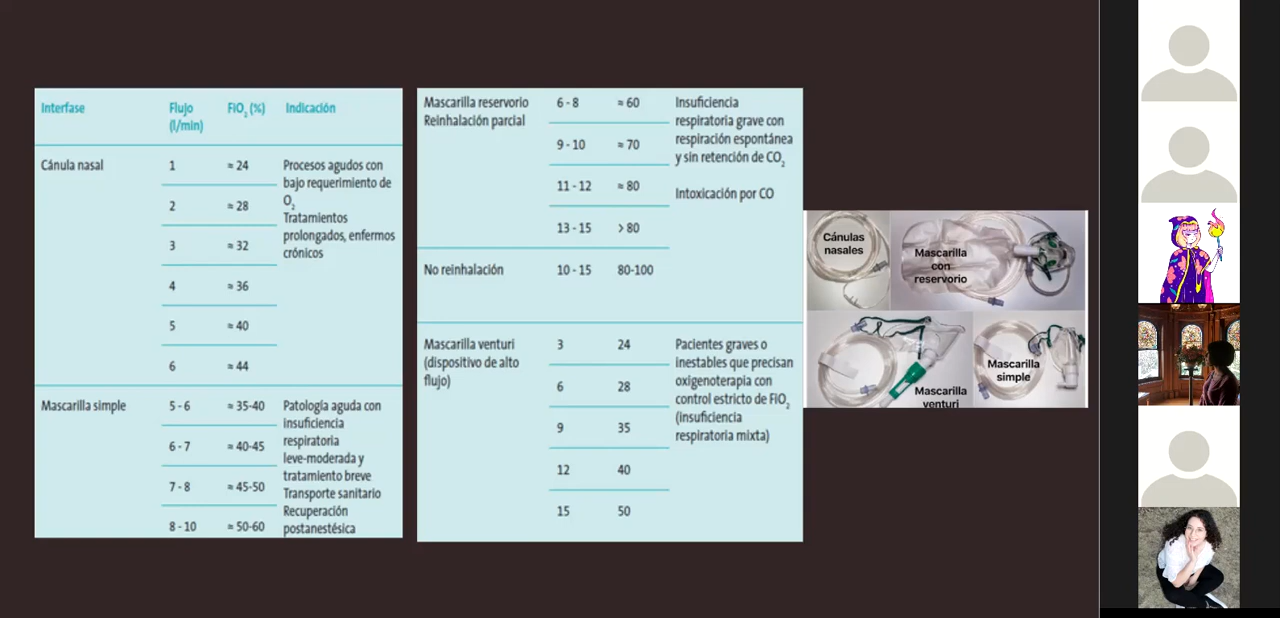 Interfase Flujo (l/min) FiO2 (%) Indicación
Cánula nasal 1 ≈ 24 Procesos agudos con
bajo requerimiento de
2 ≈ 28 O2
Tratamientos
3 ≈ 32 prolongados, enfermos
crónicos
4 ≈ 36
5 ≈ 40
6 ≈ 44
Mascarilla simple 5 - 6 ≈ 35-40 Patología aguda con
insuficiencia
6 - 7 ≈ 40-45 respiratoria
leve-moderada y
7 - 8 ≈ 45-50 tratamiento breve
Transporte sanitario
Recuperación
8 - 10 ≈ 50-60 postanestésica
Mascarilla reservorio 6 - 8 ≈ 60 Insuficiencia
Reinhalación parcial respiratoria grave con
9 - 10 ≈ 70 respiración espontánea
y sin retención de CO2
11 - 12 ≈ 80 Intoxicación por CO
13 - 15 > 80
No reinhalación 10 - 15 80-100
Mascarilla venturi 3 24 Pacientes graves o
(dispositivo de alto inestables que precisan
flujo) 6 28 oxigenoterapia con
control estricto de FiO2
9 35 (insuficiencia
respiratoria mixta)
12 40
15 50
Cánulas
nasales
Mascarilla
con
reservorio
Mascarilla
venturi
Mascarilla
simple